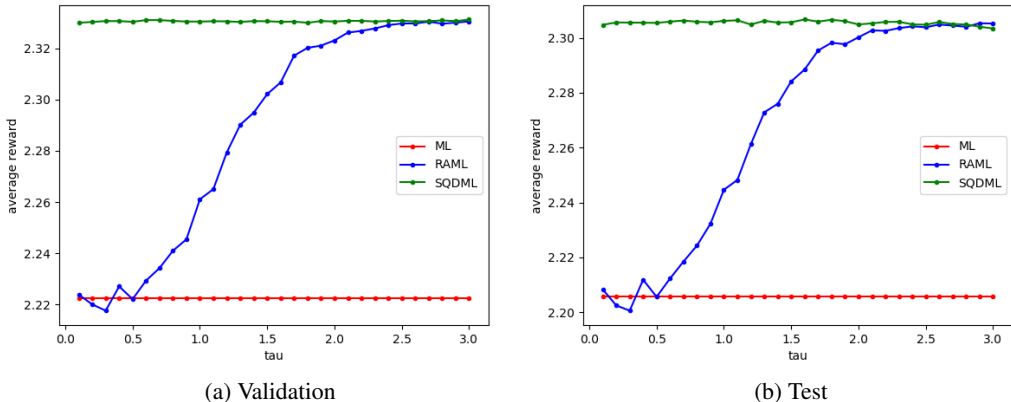 2.32
2.30
2.28
2.26
2.24
2.22
average reward
ML
RAML
SQDML
0.0 0.5 1.0 1.5 2.0 2.5 3.0
tau
(a) Validation
2.30
2.28
2.26
2.24
2.22
2.20
average reward
ML
RAML
SQDML
0.0 0.5 1.0 1.5 2.0 2.5 3.0
tau
(b) Test